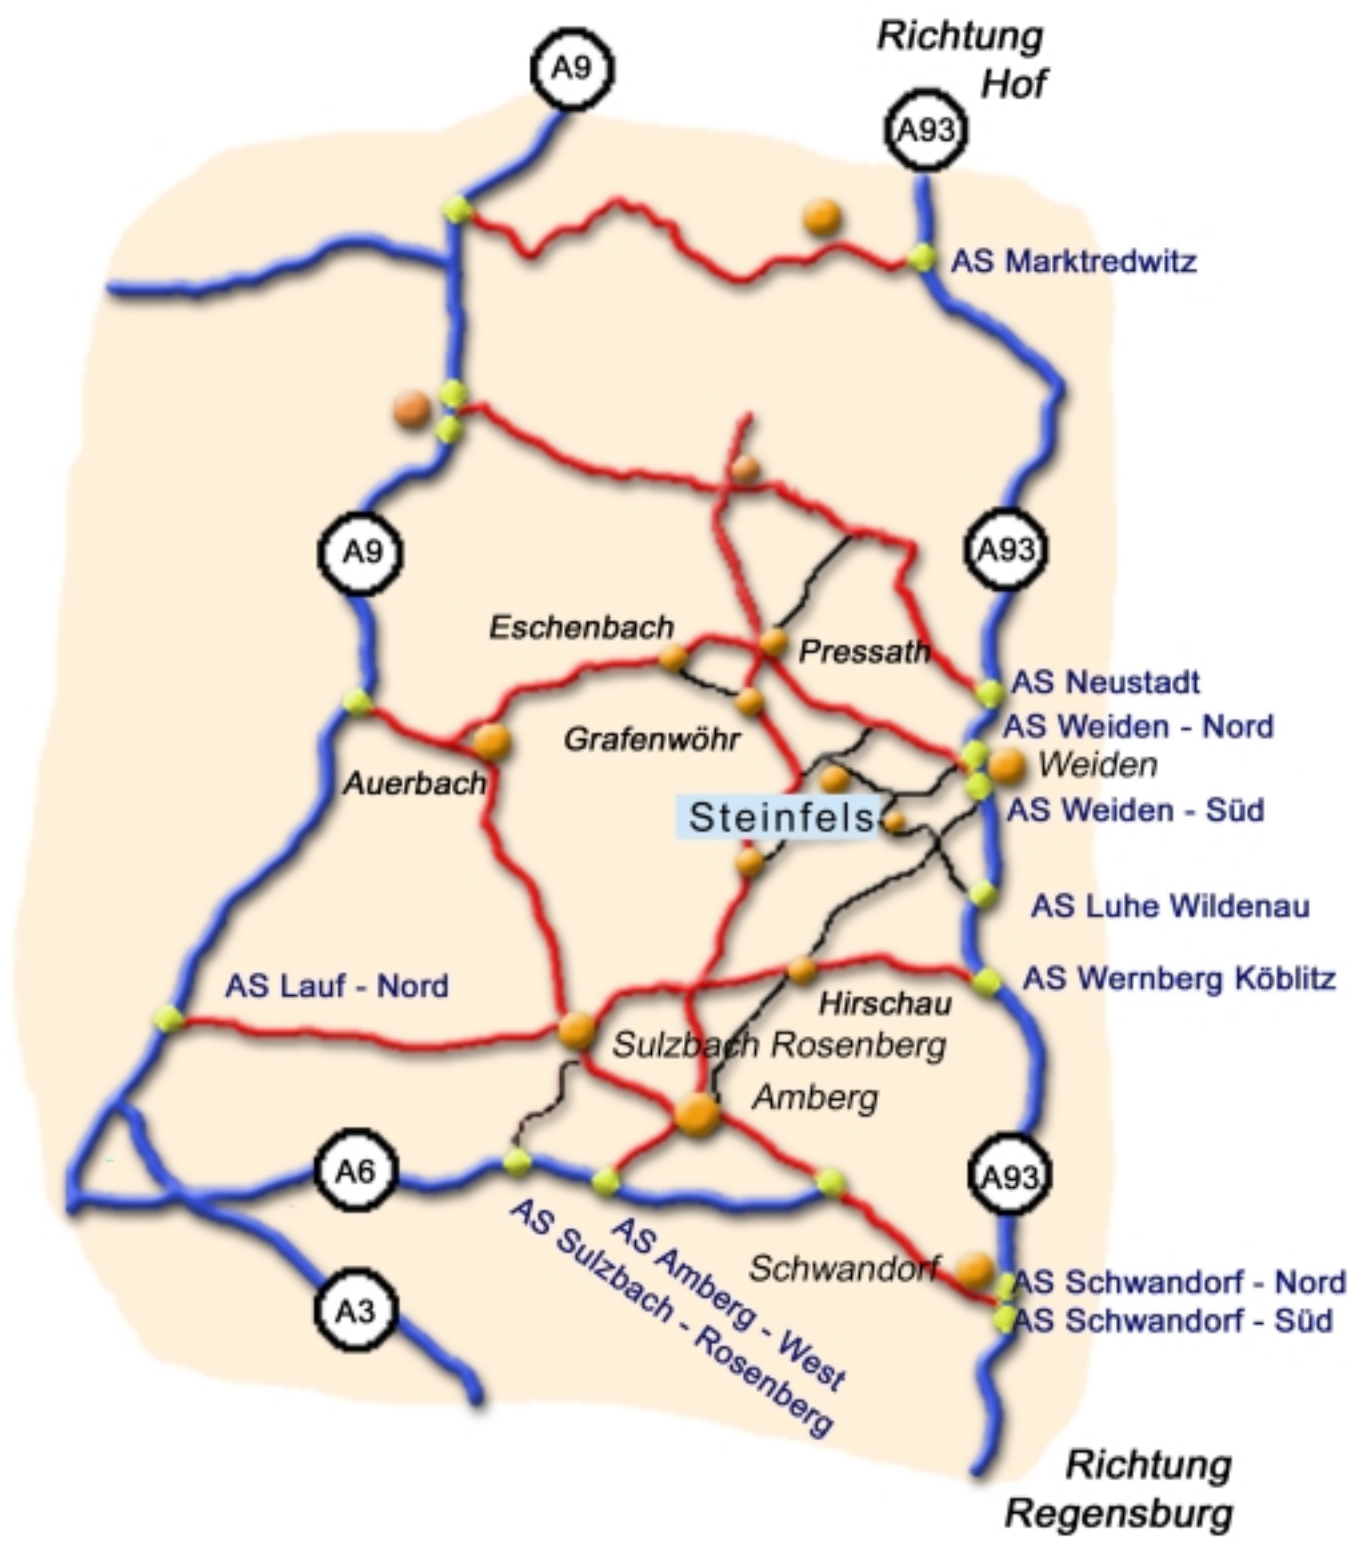 Richtung
Hof
A9
A93
AS Marktredwitz
A9
A93
Eschenbach
Pressath
AS Neustadt
AS Weiden - Nord
Grafenwöhr
Weiden
Auerbach
AS Weiden - Süd
Steinfels
AS Luhe Wildenau
AS Lauf - Nord
AS Wernberg Köblitz
Hirschau
Sulzbach Rosenberg
Amberg
A6
A93
AS Amberg - West
AS Sulzbach - Rosenberg
Schwandorf
AS Schwandorf - Nord
A3
AS Schwandorf - Süd
Richtung
Regensburg